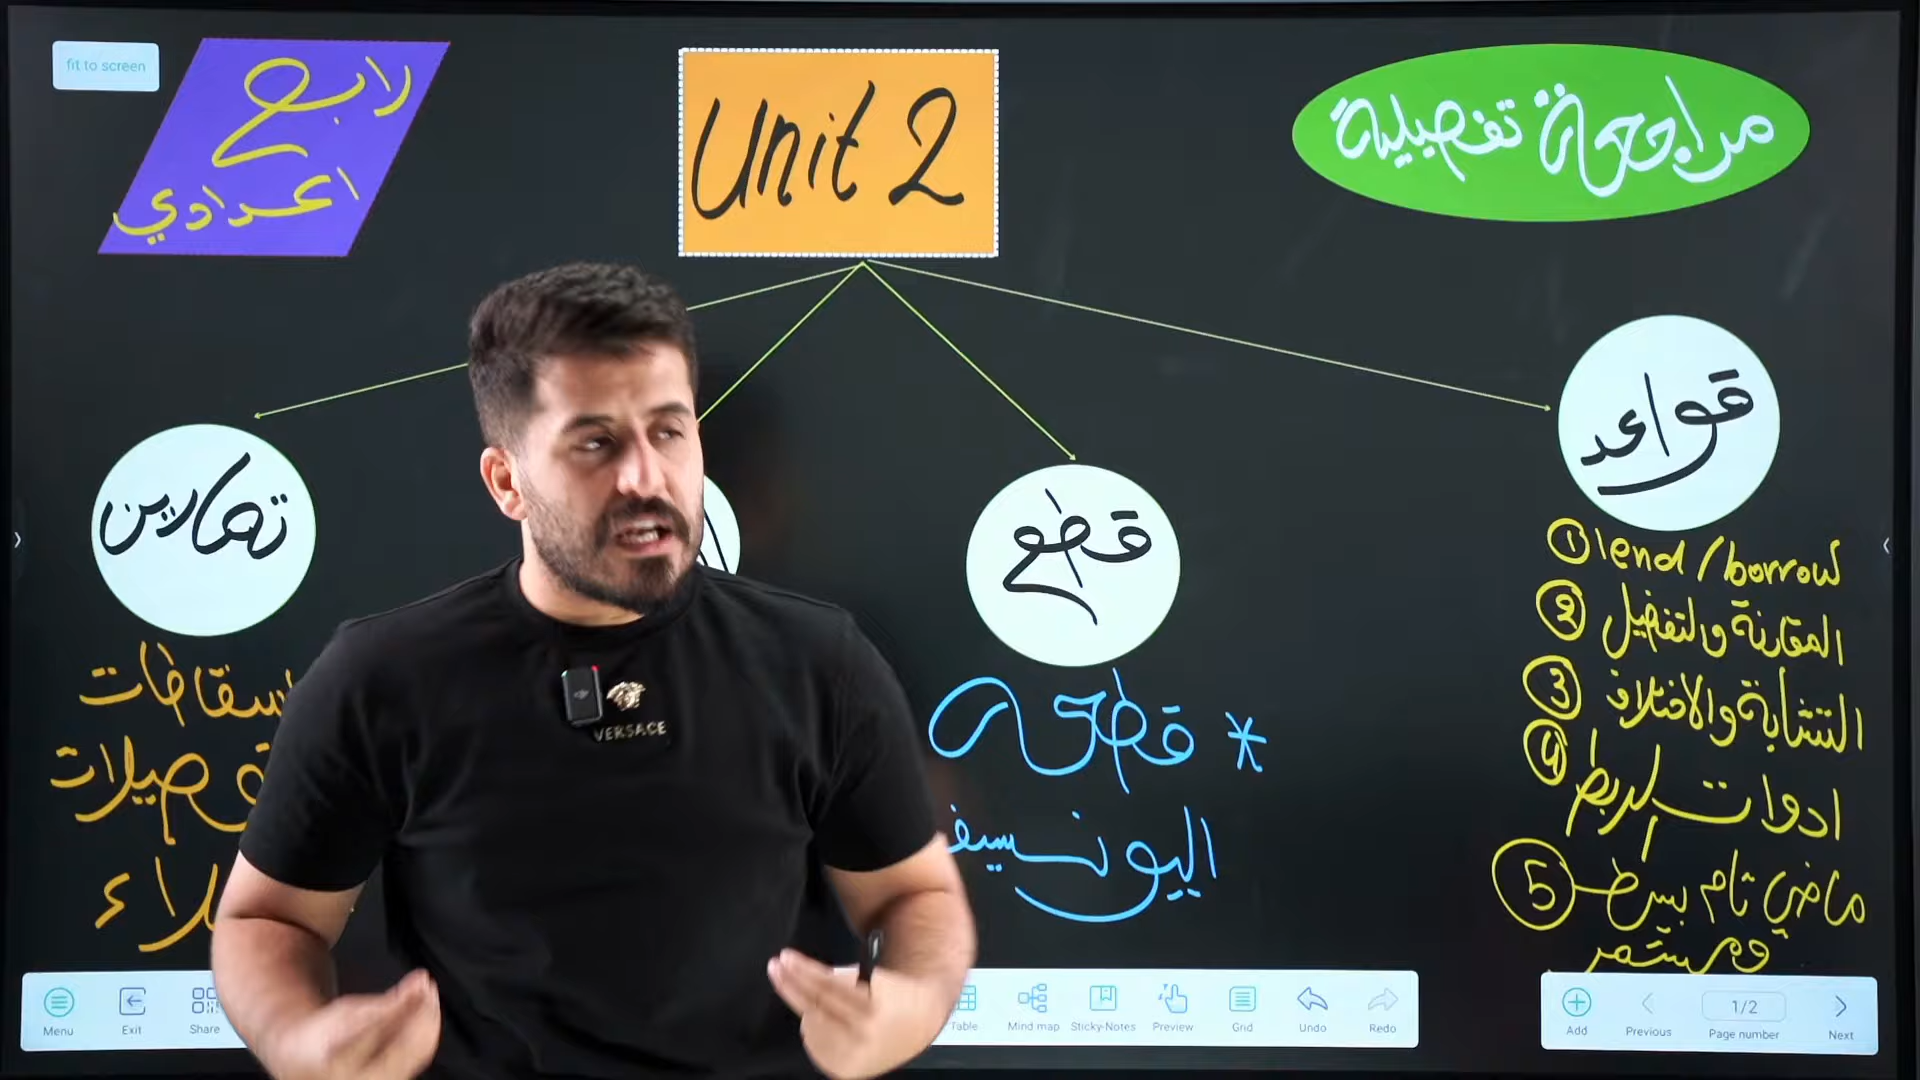 fit to screen
رابع
اعدادي
Unit 2
مراجعة تفصيلية
قواعد
① lend / borrow
② المقارنة والتفضيل
③ التشابة والاختلاف
④ ادوات الربط
⑤ ماضي تام بسيط
ومستمر
قطع
* قطعه
اليونسيف
تمارين
VERSACE
Menu
Exit
Share
Table
Mind map
Sticky-Notes
Preview
Grid
Undo
Redo
Add
Previous
1/2
Page number
Next